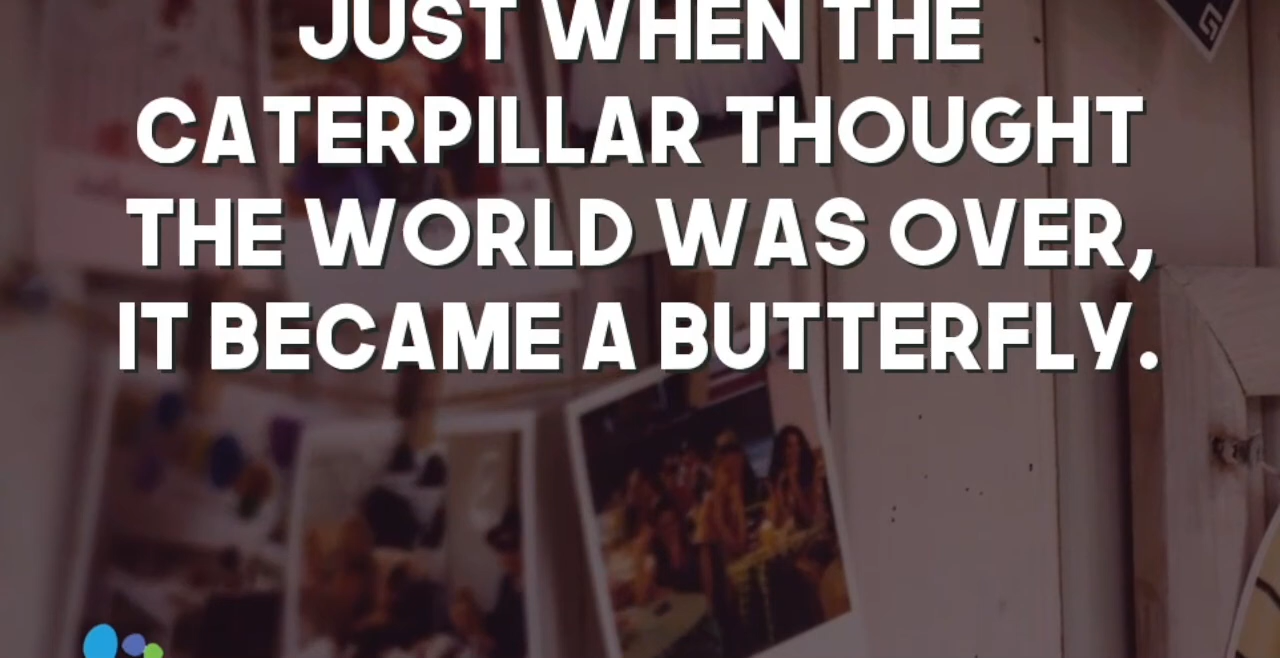 JUST WHEN THE
CATERPILLAR THOUGHT
THE WORLD WAS OVER,
IT BECAME A BUTTERFLY.